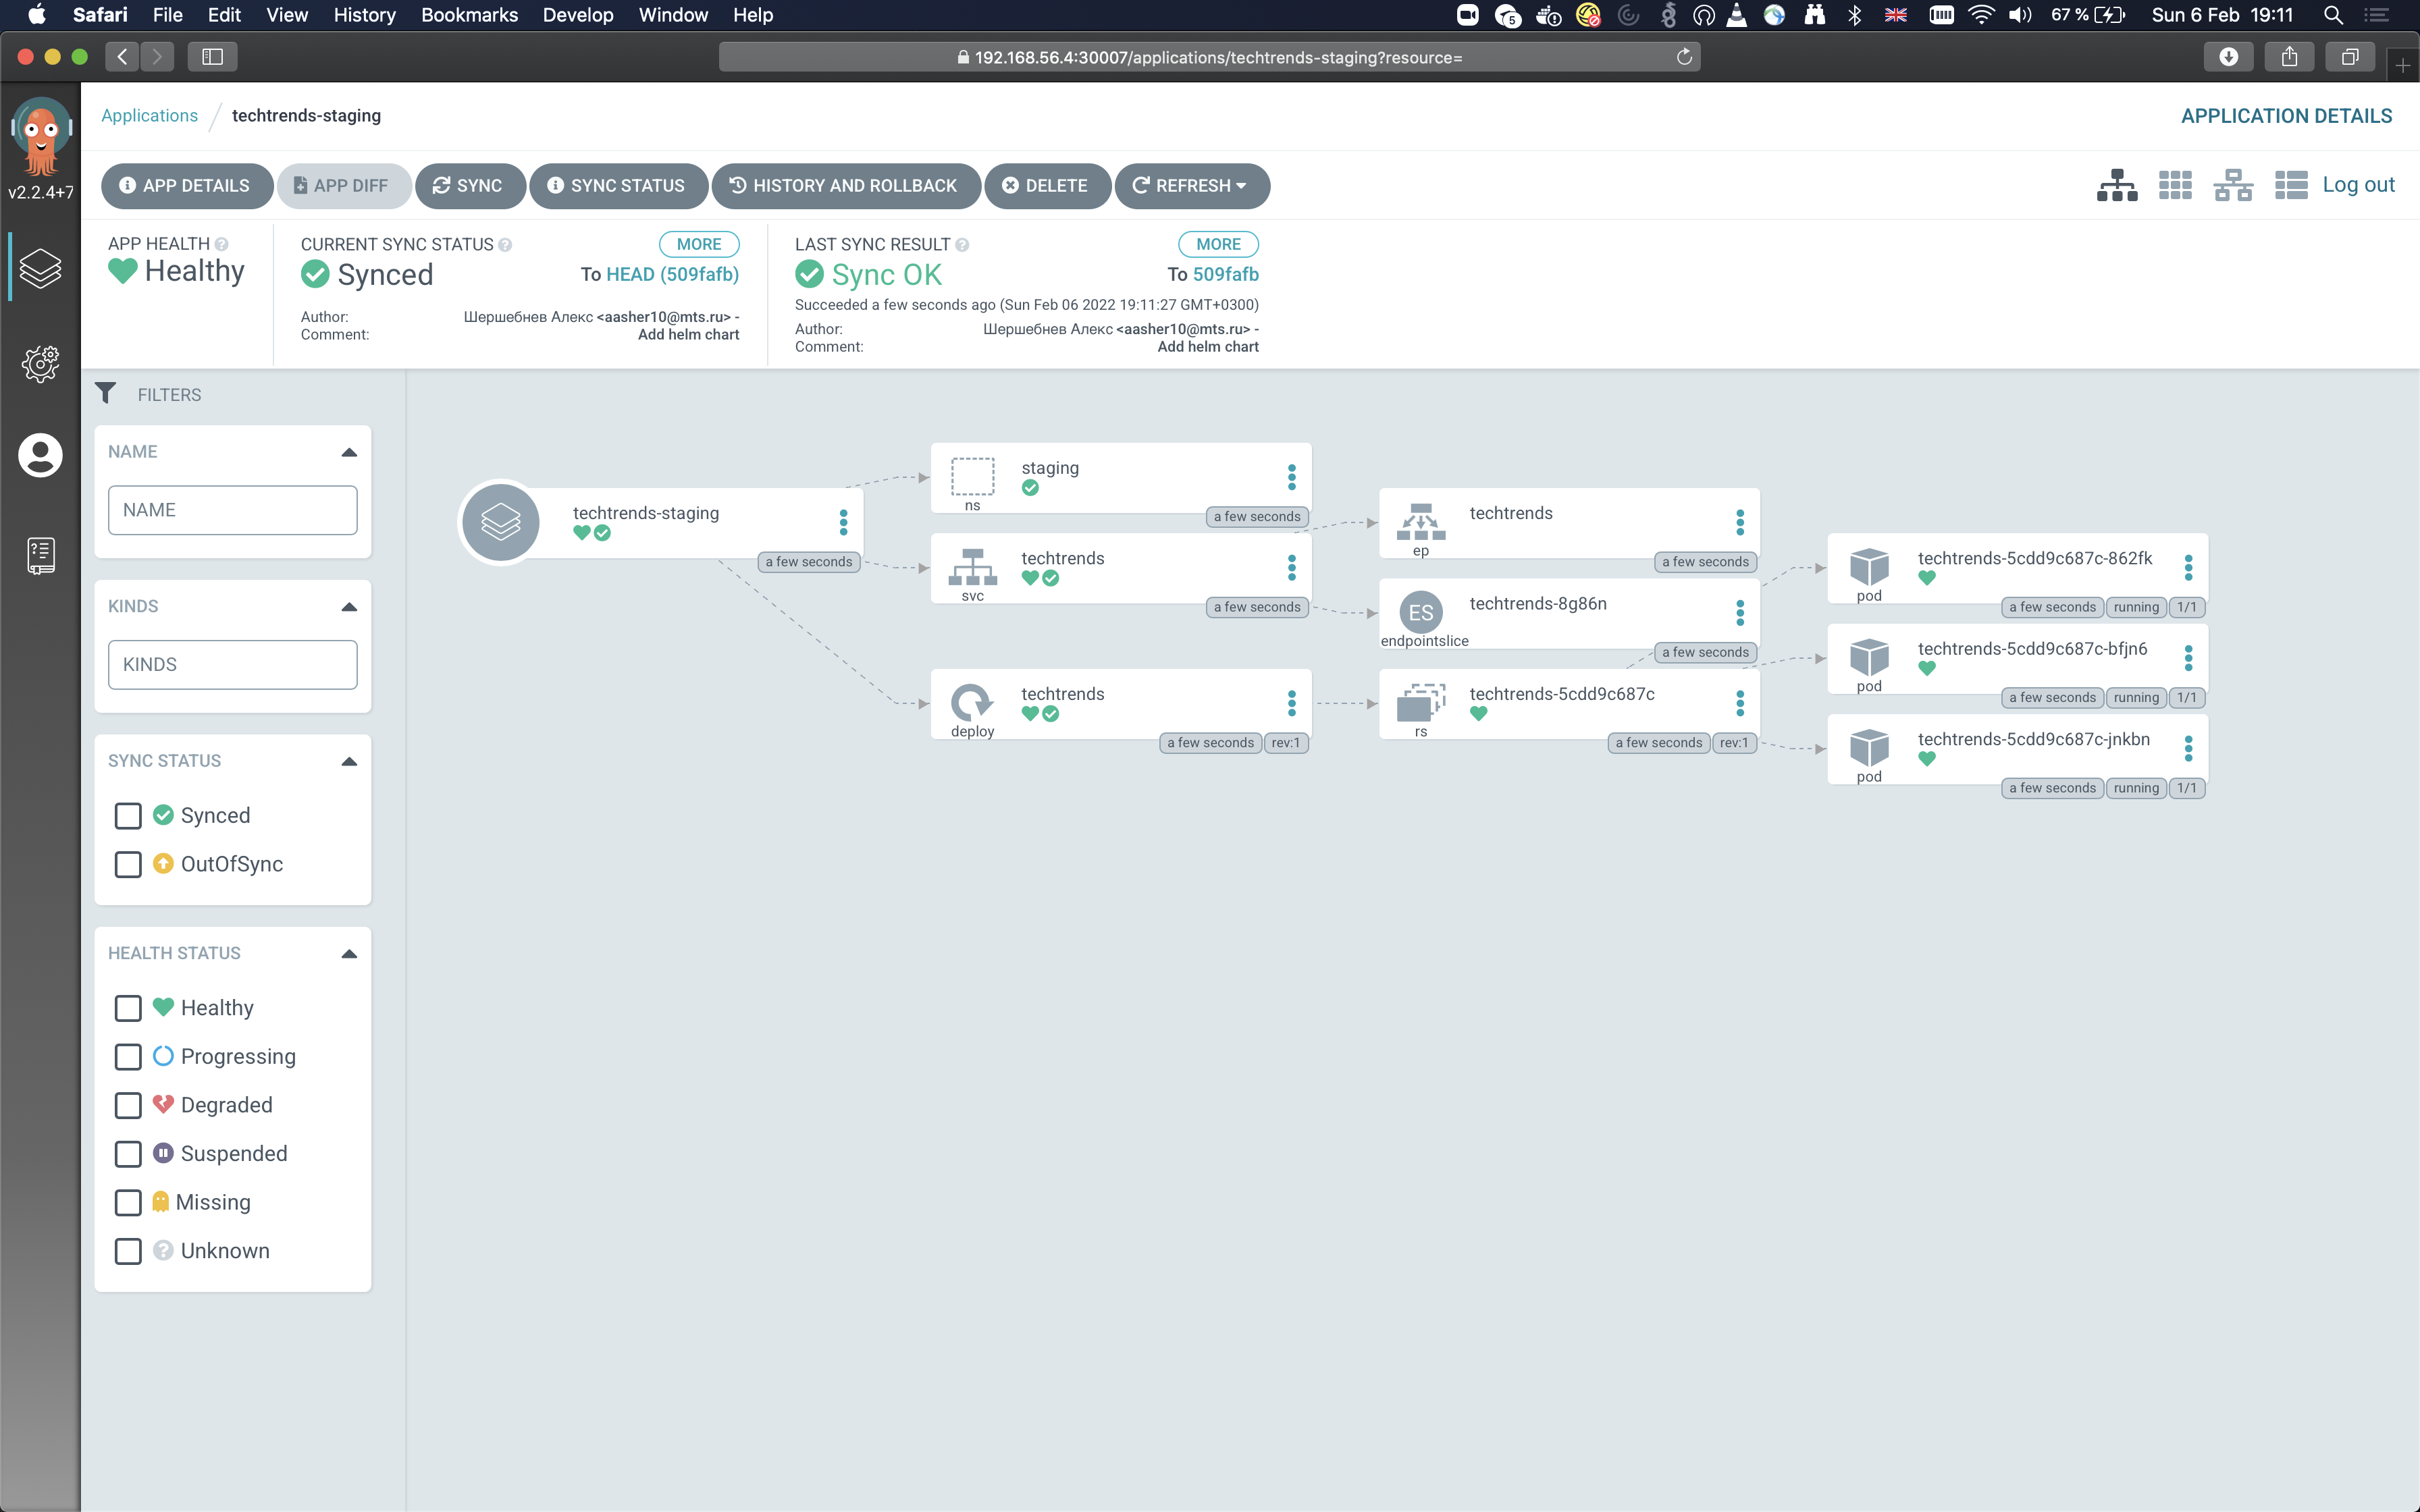 Safari File Edit View History Bookmarks Develop Window Help 5 67 % Sun 6 Feb 19:11
192.168.56.4:30007/applications/techtrends-staging?resource=
Applications / techtrends-staging APPLICATION DETAILS
v2.2.4+7
APP DETAILS APP DIFF SYNC SYNC STATUS HISTORY AND ROLLBACK DELETE REFRESH Log out
APP HEALTH
Healthy
CURRENT SYNC STATUS MORE
Synced To HEAD (509fafb)
Author: Шершебнев Алекс <aasher10@mts.ru> -
Comment: Add helm chart
LAST SYNC RESULT MORE
Sync OK To 509fafb
Succeeded a few seconds ago (Sun Feb 06 2022 19:11:27 GMT+0300)
Author: Шершебнев Алекс <aasher10@mts.ru> -
Comment: Add helm chart
FILTERS
NAME
NAME
KINDS
KINDS
SYNC STATUS
Synced
OutOfSync
HEALTH STATUS
Healthy
Progressing
Degraded
Suspended
Missing
Unknown
techtrends-staging
a few seconds
staging
ns
a few seconds
techtrends
svc
a few seconds
techtrends
deploy
a few seconds rev:1
techtrends
ep
a few seconds
ES
techtrends-8g86n
endpointslice
a few seconds
techtrends-5cdd9c687c
rs
a few seconds rev:1
techtrends-5cdd9c687c-862fk
pod
a few seconds running 1/1
techtrends-5cdd9c687c-bfjn6
pod
a few seconds running 1/1
techtrends-5cdd9c687c-jnkbn
pod
a few seconds running 1/1